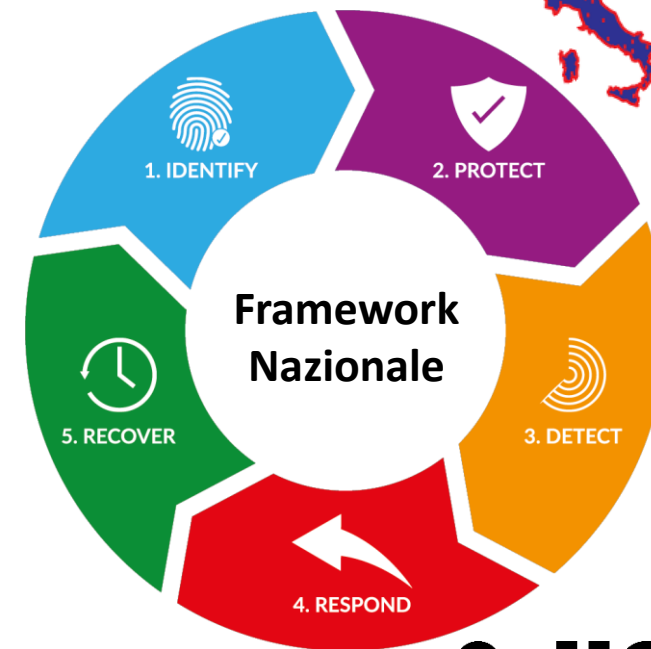 1. IDENTIFY
2. PROTECT
Framework
Nazionale
3. DETECT
4. RESPOND
5. RECOVER